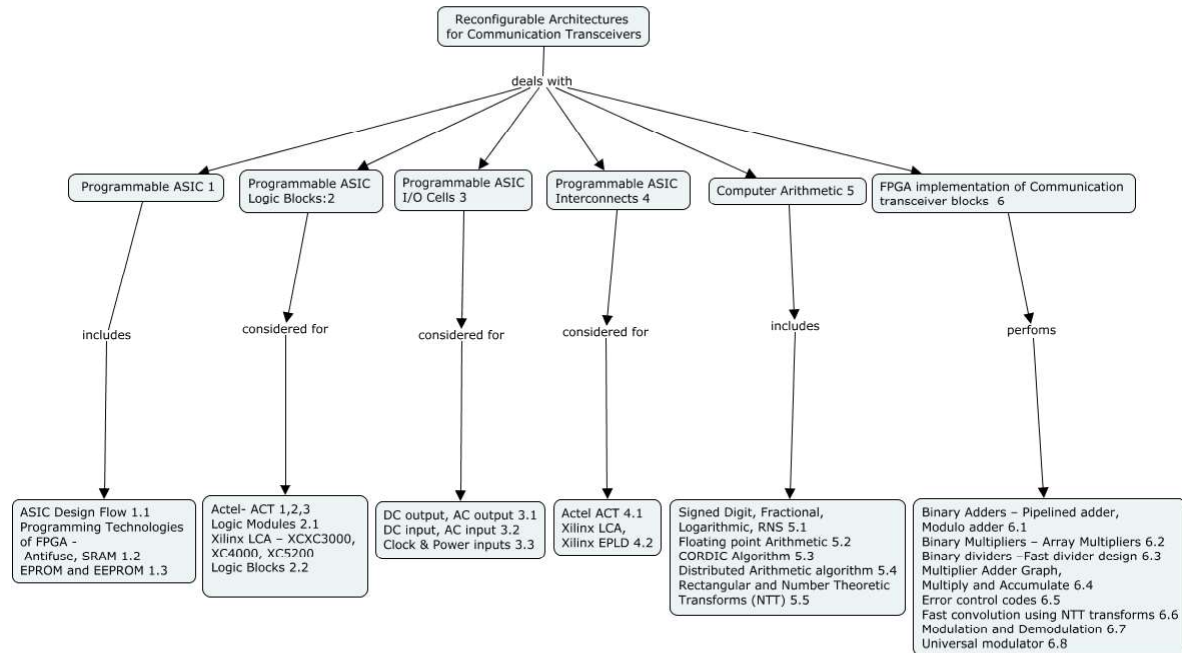 Reconfigurable Architectures
for Communication Transceivers
deals with
Programmable ASIC 1
Programmable ASIC
Logic Blocks:2
Programmable ASIC
I/O Cells 3
Programmable ASIC
Interconnects 4
Computer Arithmetic 5
FPGA implementation of Communication
transceiver blocks 6
includes
considered for
considered for
considered for
includes
perfoms
ASIC Design Flow 1.1
Programming Technologies
of FPGA -
Antifuse, SRAM 1.2
EPROM and EEPROM 1.3
Actel- ACT 1,2,3
Logic Modules 2.1
Xilinx LCA – XCXC3000,
XC4000, XC5200
Logic Blocks 2.2
DC output, AC output 3.1
DC input, AC input 3.2
Clock & Power inputs 3.3
Actel ACT 4.1
Xilinx LCA,
Xilinx EPLD 4.2
Signed Digit, Fractional,
Logarithmic, RNS 5.1
Floating point Arithmetic 5.2
CORDIC Algorithm 5.3
Distributed Arithmetic algorithm 5.4
Rectangular and Number Theoretic
Transforms (NTT) 5.5
Binary Adders – Pipelined adder,
Modulo adder 6.1
Binary Multipliers – Array Multipliers 6.2
Binary dividers –Fast divider design 6.3
Multiplier Adder Graph,
Multiply and Accumulate 6.4
Error control codes 6.5
Fast convolution using NTT transforms 6.6
Modulation and Demodulation 6.7
Universal modulator 6.8